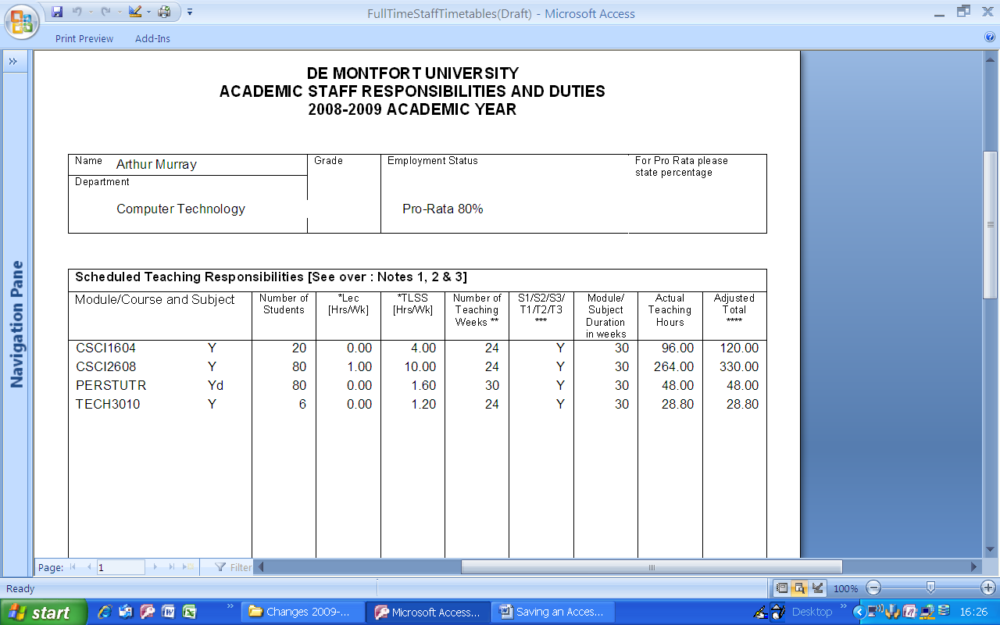 FullTimeStaffTimetables(Draft) - Microsoft Access
Print Preview Add-Ins
»
Navigation Pane
DE MONTFORT UNIVERSITY
ACADEMIC STAFF RESPONSIBILITIES AND DUTIES
2008-2009 ACADEMIC YEAR
Name Arthur Murray
Grade
Employment Status
For Pro Rata please
state percentage
Department
Computer Technology
Pro-Rata 80%
Scheduled Teaching Responsibilities [See over : Notes 1, 2 & 3]
Module/Course and Subject
Number of
Students
*Lec
[Hrs/Wk]
*TLSS
[Hrs/Wk]
Number of
Teaching
Weeks **
S1/S2/S3/
T1/T2/T3
***
Module/
Subject
Duration
in weeks
Actual
Teaching
Hours
Adjusted
Total
****
CSCI1604 Y 20 0.00 4.00 24 Y 30 96.00 120.00
CSCI2608 Y 80 1.00 10.00 24 Y 30 264.00 330.00
PERSTUTR Yd 80 0.00 1.60 30 Y 30 48.00 48.00
TECH3010 Y 6 0.00 1.20 24 Y 30 28.80 28.80
Page: 1 Filter
Ready 100%
start » Changes 2009-... Microsoft Access... Saving an Acces... Desktop » 16:26